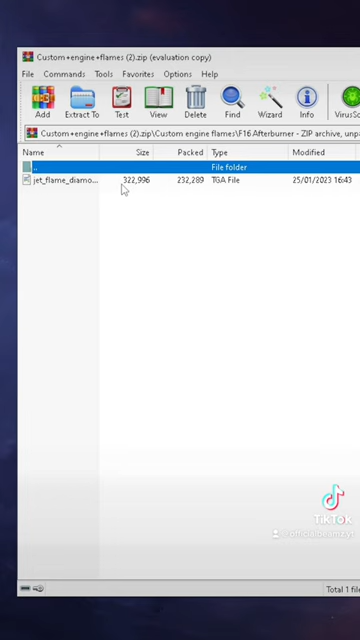 Custom+engine+flames (2).zip (evaluation copy)
File Commands Tools Favorites Options Help
Add Extract To Test View Delete Find Wizard Info VirusSc
Custom+engine+flames (2).zip\Custom engine flames\F16 Afterburner - ZIP archive, unpa
Name Size Packed Type Modified
.. File folder
jet_flame_diamo... 322,996 232,289 TGA File 25/01/2023 16:43
TikTok
Total 1 file